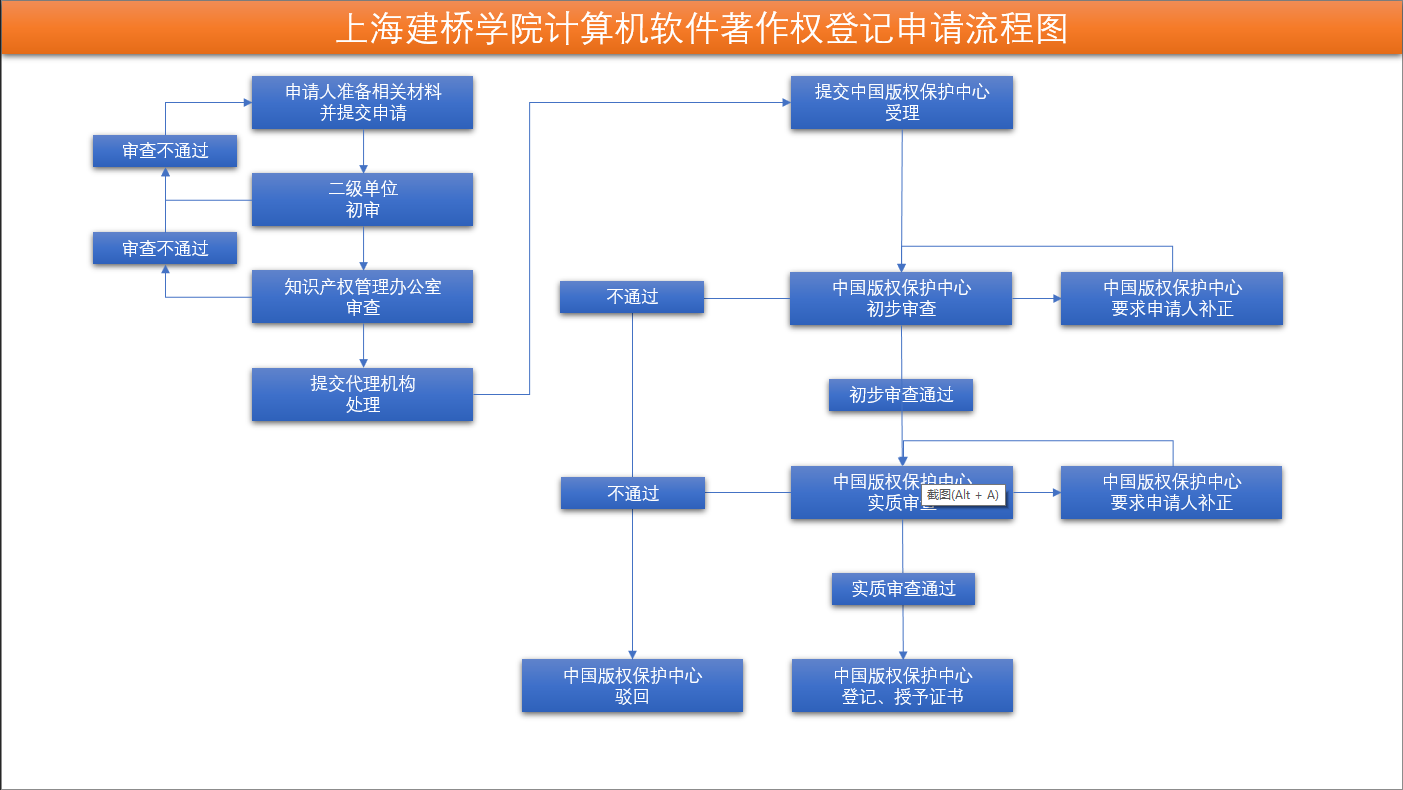 上海建桥学院计算机软件著作权登记申请流程图
申请人准备相关材料
并提交申请
审查不通过
二级单位
初审
审查不通过
知识产权管理办公室
审查
提交代理机构
处理
提交中国版权保护中心
受理
不通过
中国版权保护中心
初步审查
中国版权保护中心
要求申请人补正
初步审查通过
不通过
中国版权保护中心
实质审查
截图(Alt + A)
中国版权保护中心
要求申请人补正
实质审查通过
中国版权保护中心
驳回
中国版权保护中心
登记、授予证书